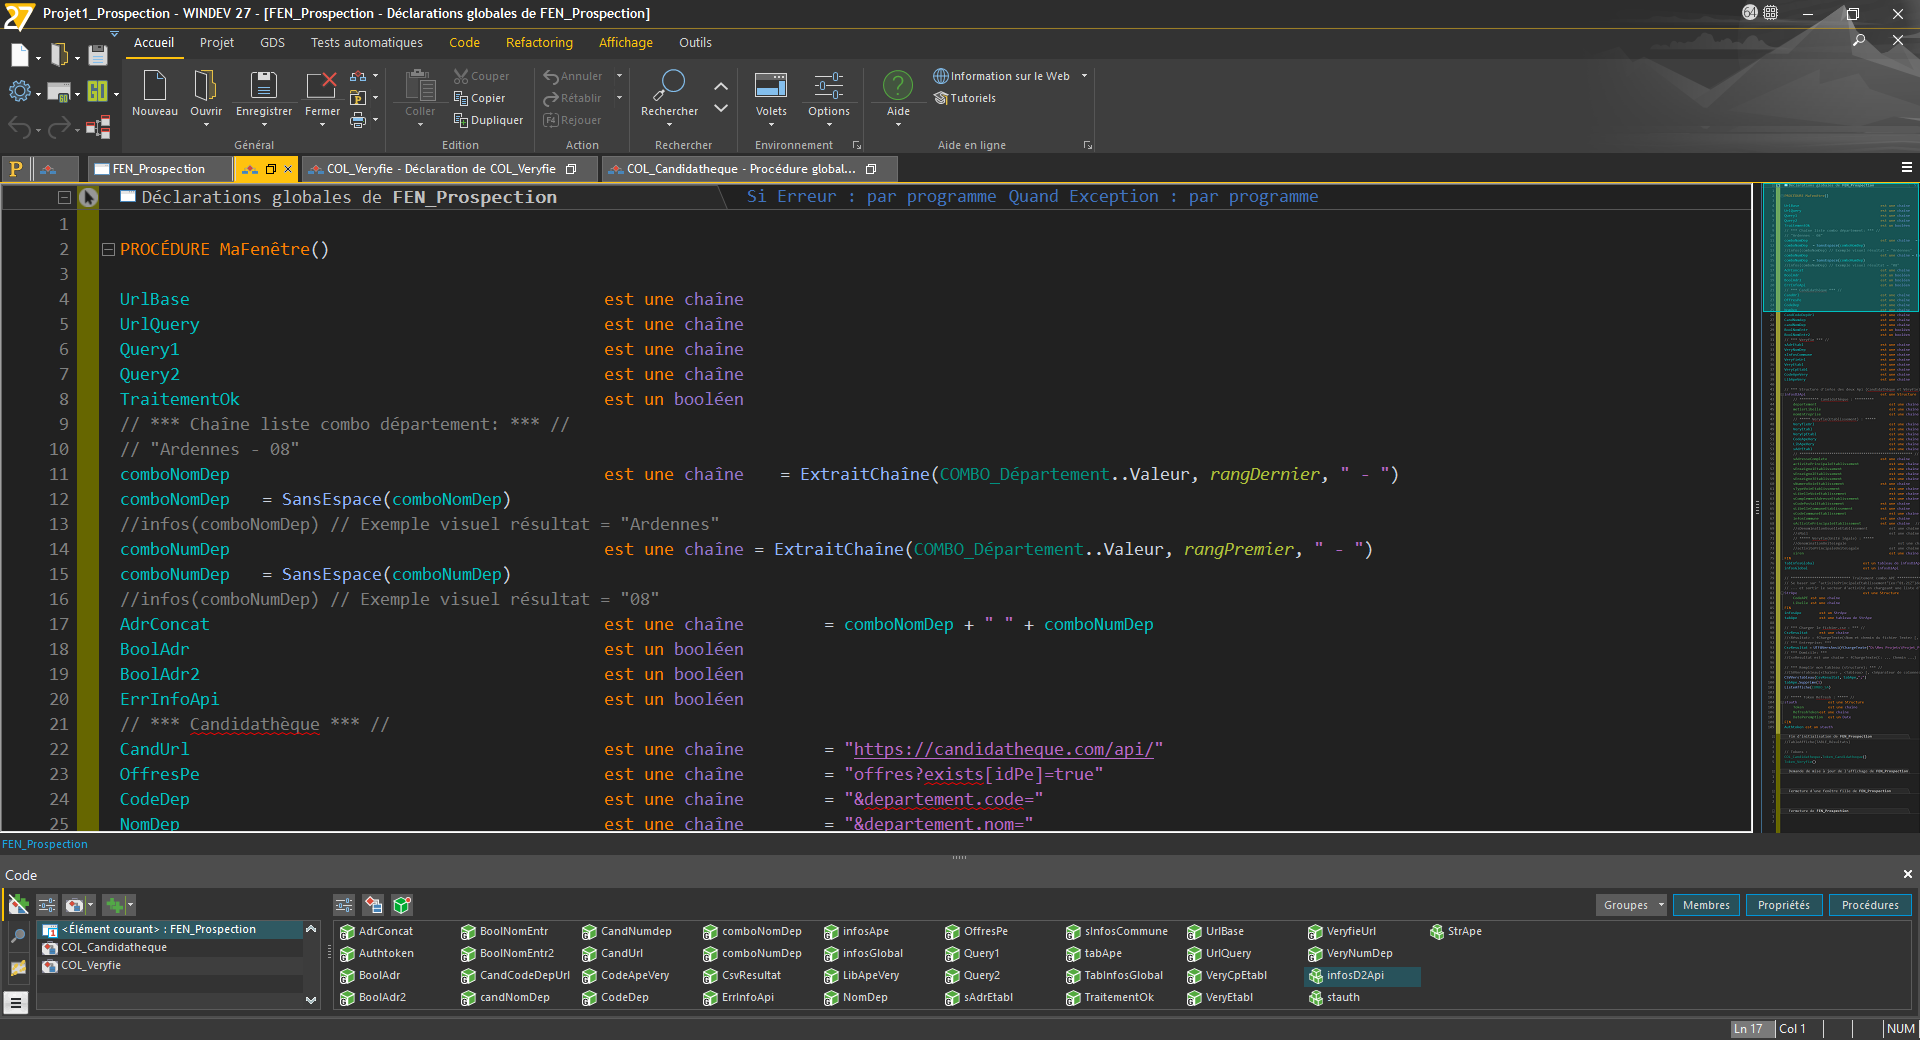 27 Projet1_Prospection - WINDEV 27 - [FEN_Prospection - Déclarations globales de FEN_Prospection]
64
Accueil Projet GDS Tests automatiques Code Refactoring Affichage Outils
GO GO
Nouveau Ouvrir Enregistrer Fermer
Coller Couper Copier Dupliquer
Annuler Rétablir F4 Rejouer
Rechercher
Volets Options
Aide Information sur le Web Tutoriels
Général Edition Action Rechercher Environnement Aide en ligne
P FEN_Prospection COL_Veryfie - Déclaration de COL_Veryfie COL_Candidatheque - Procédure global...
Déclarations globales de FEN_Prospection Si Erreur : par programme Quand Exception : par programme
1
2 PROCÉDURE MaFenêtre()
3
4 UrlBase est une chaîne
5 UrlQuery est une chaîne
6 Query1 est une chaîne
7 Query2 est une chaîne
8 TraitementOk est un booléen
9 // *** Chaîne liste combo département: *** //
10 // "Ardennes - 08"
11 comboNomDep est une chaîne = ExtraitChaîne(COMBO_Département..Valeur, rangDernier, " - ")
12 comboNomDep = SansEspace(comboNomDep)
13 //infos(comboNomDep) // Exemple visuel résultat = "Ardennes"
14 comboNumDep est une chaîne = ExtraitChaîne(COMBO_Département..Valeur, rangPremier, " - ")
15 comboNumDep = SansEspace(comboNumDep)
16 //infos(comboNumDep) // Exemple visuel résultat = "08"
17 AdrConcat est une chaîne = comboNomDep + " " + comboNumDep
18 BoolAdr est un booléen
19 BoolAdr2 est un booléen
20 ErrInfoApi est un booléen
21 // *** Candidathèque *** //
22 CandUrl est une chaîne = "https://candidatheque.com/api/"
23 OffresPe est une chaîne = "offres?exists[idPe]=true"
24 CodeDep est une chaîne = "&departement.code="
25 NomDep est une chaîne = "&departement.nom="
FEN_Prospection
Code
Groupes Membres Propriétés Procédures
<Élément courant> : FEN_Prospection
COL_Candidatheque
COL_Veryfie
AdrConcat BoolNomEntr CandNumdep comboNomDep infosApe OffresPe sInfosCommune UrlBase VeryfieUrl StrApe
Authtoken BoolNomEntr2 CandUrl comboNumDep infosGlobal Query1 tabApe UrlQuery VeryNumDep
BoolAdr CandCodeDepUrl CodeApeVery CsvResultat LibApeVery Query2 TabInfosGlobal VeryCpEtabl infosD2Api
BoolAdr2 candNomDep CodeDep ErrInfoApi NomDep sAdrEtabl TraitementOk VeryEtabl stauth
Ln 17 Col 1 NUM